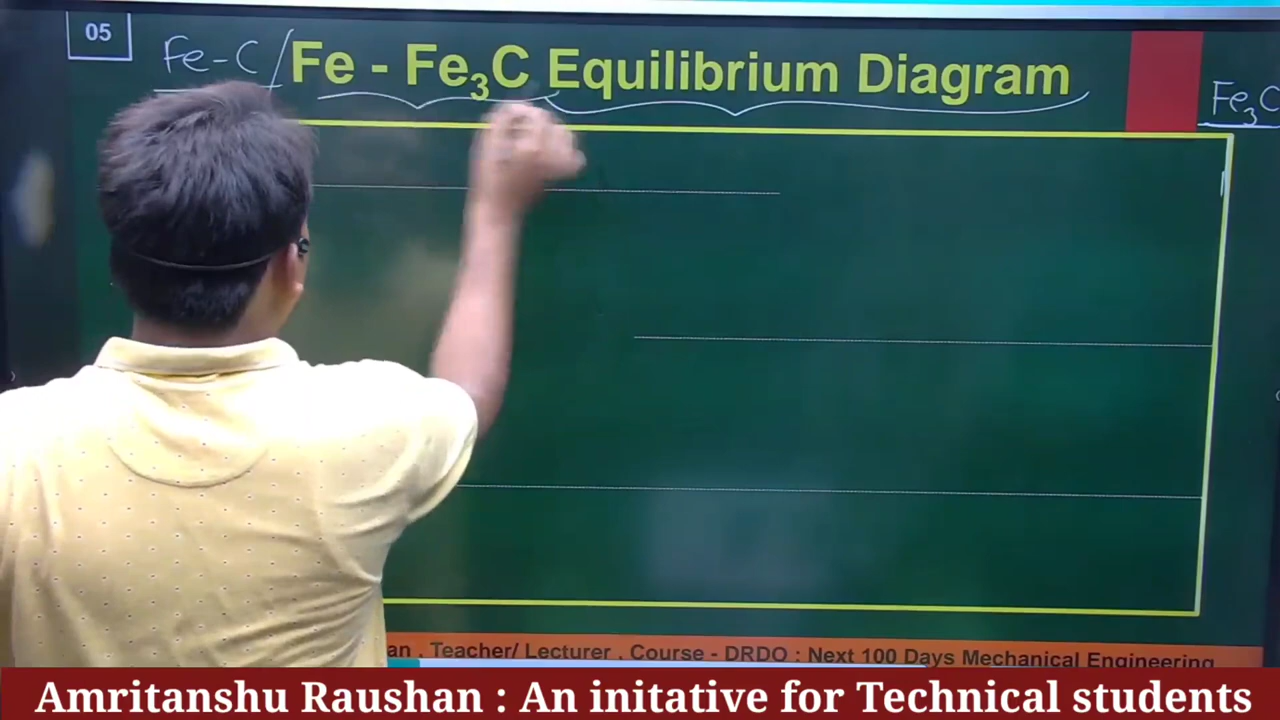 05
Fe-C/ Fe - Fe₃C Equilibrium Diagram
Fe₃C
an , Teacher/ Lecturer , Course - DRDO : Next 100 Days Mechanical Engineering
Amritanshu Raushan : An initative for Technical students